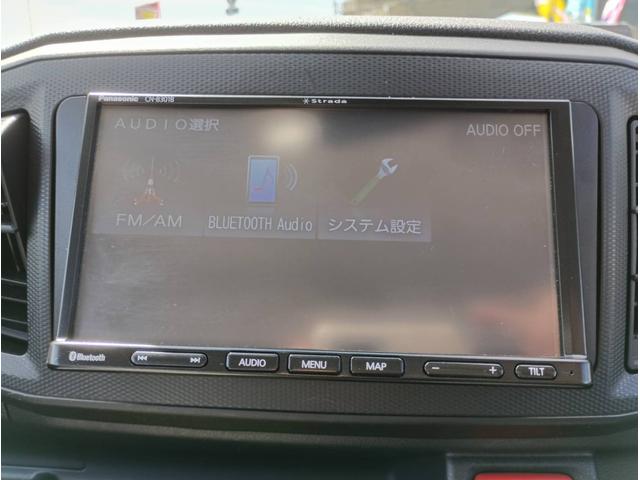 Panasonic CN-B301B Strada
AUDIO選択 AUDIO OFF
FM/AM BLUETOOTH Audio システム設定
Bluetooth AUDIO MENU MAP − + TILT